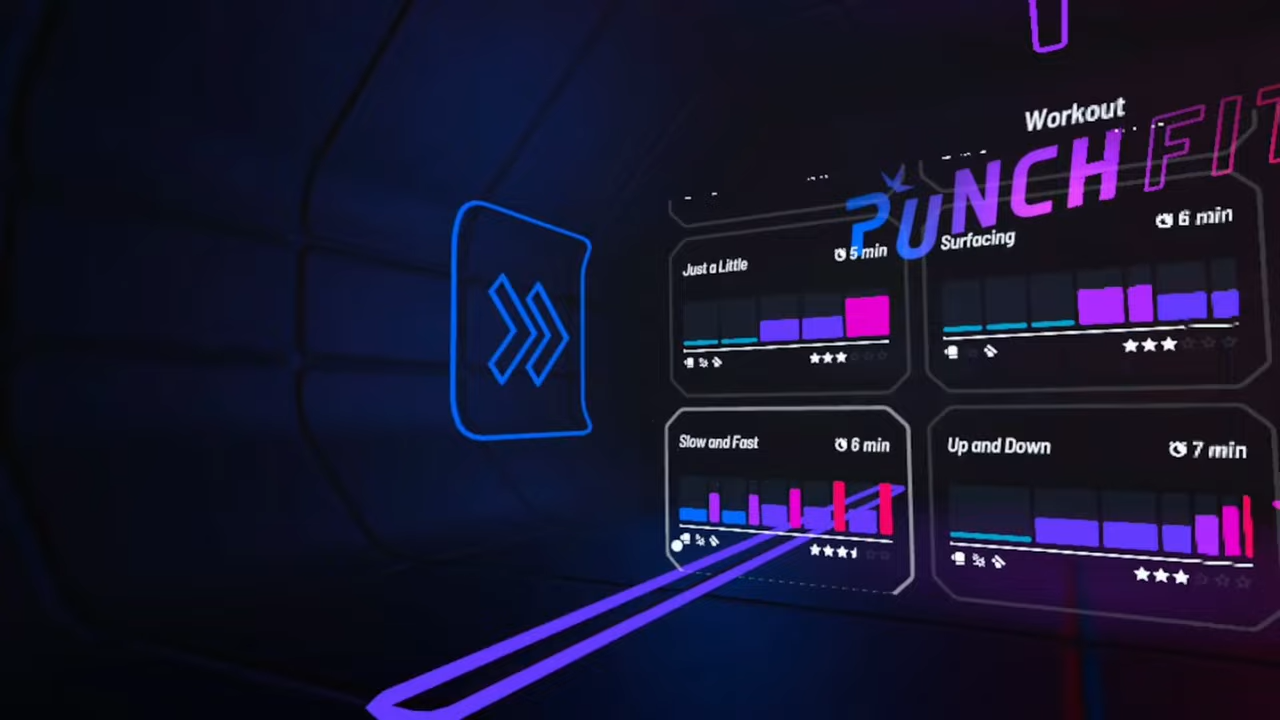 Workout
PUNCH FIT
Just a Little
5 min
Surfacing
6 min
Slow and Fast
6 min
Up and Down
7 min